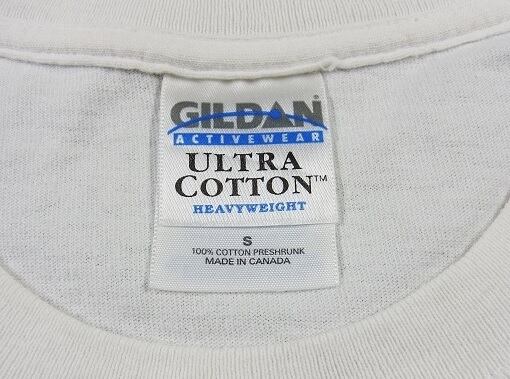 GILDAN®
ACTIVEWEAR
ULTRA
COTTON™
HEAVYWEIGHT
S
100% COTTON PRESHRUNK
MADE IN CANADA